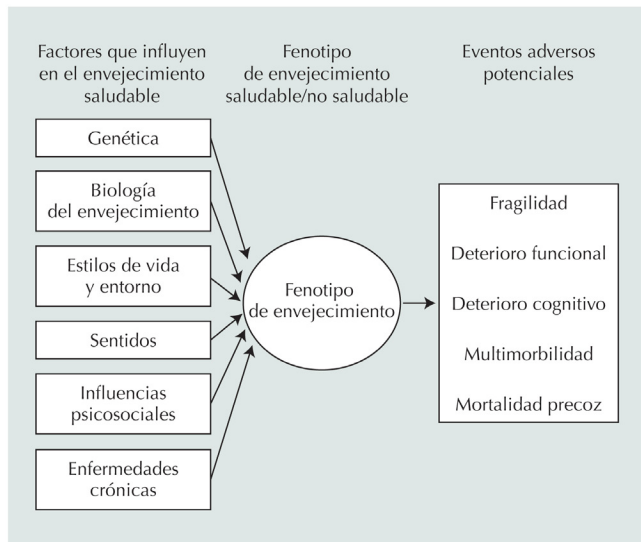 Factores que influyen
en el envejecimiento
saludable
Fenotipo
de envejecimiento
saludable/no saludable
Eventos adversos
potenciales
Genética
Biología
del envejecimiento
Estilos de vida
y entorno
Sentidos
Influencias
psicosociales
Enfermedades
crónicas
Fenotipo
de envejecimiento
Fragilidad
Deterioro funcional
Deterioro cognitivo
Multimorbilidad
Mortalidad precoz